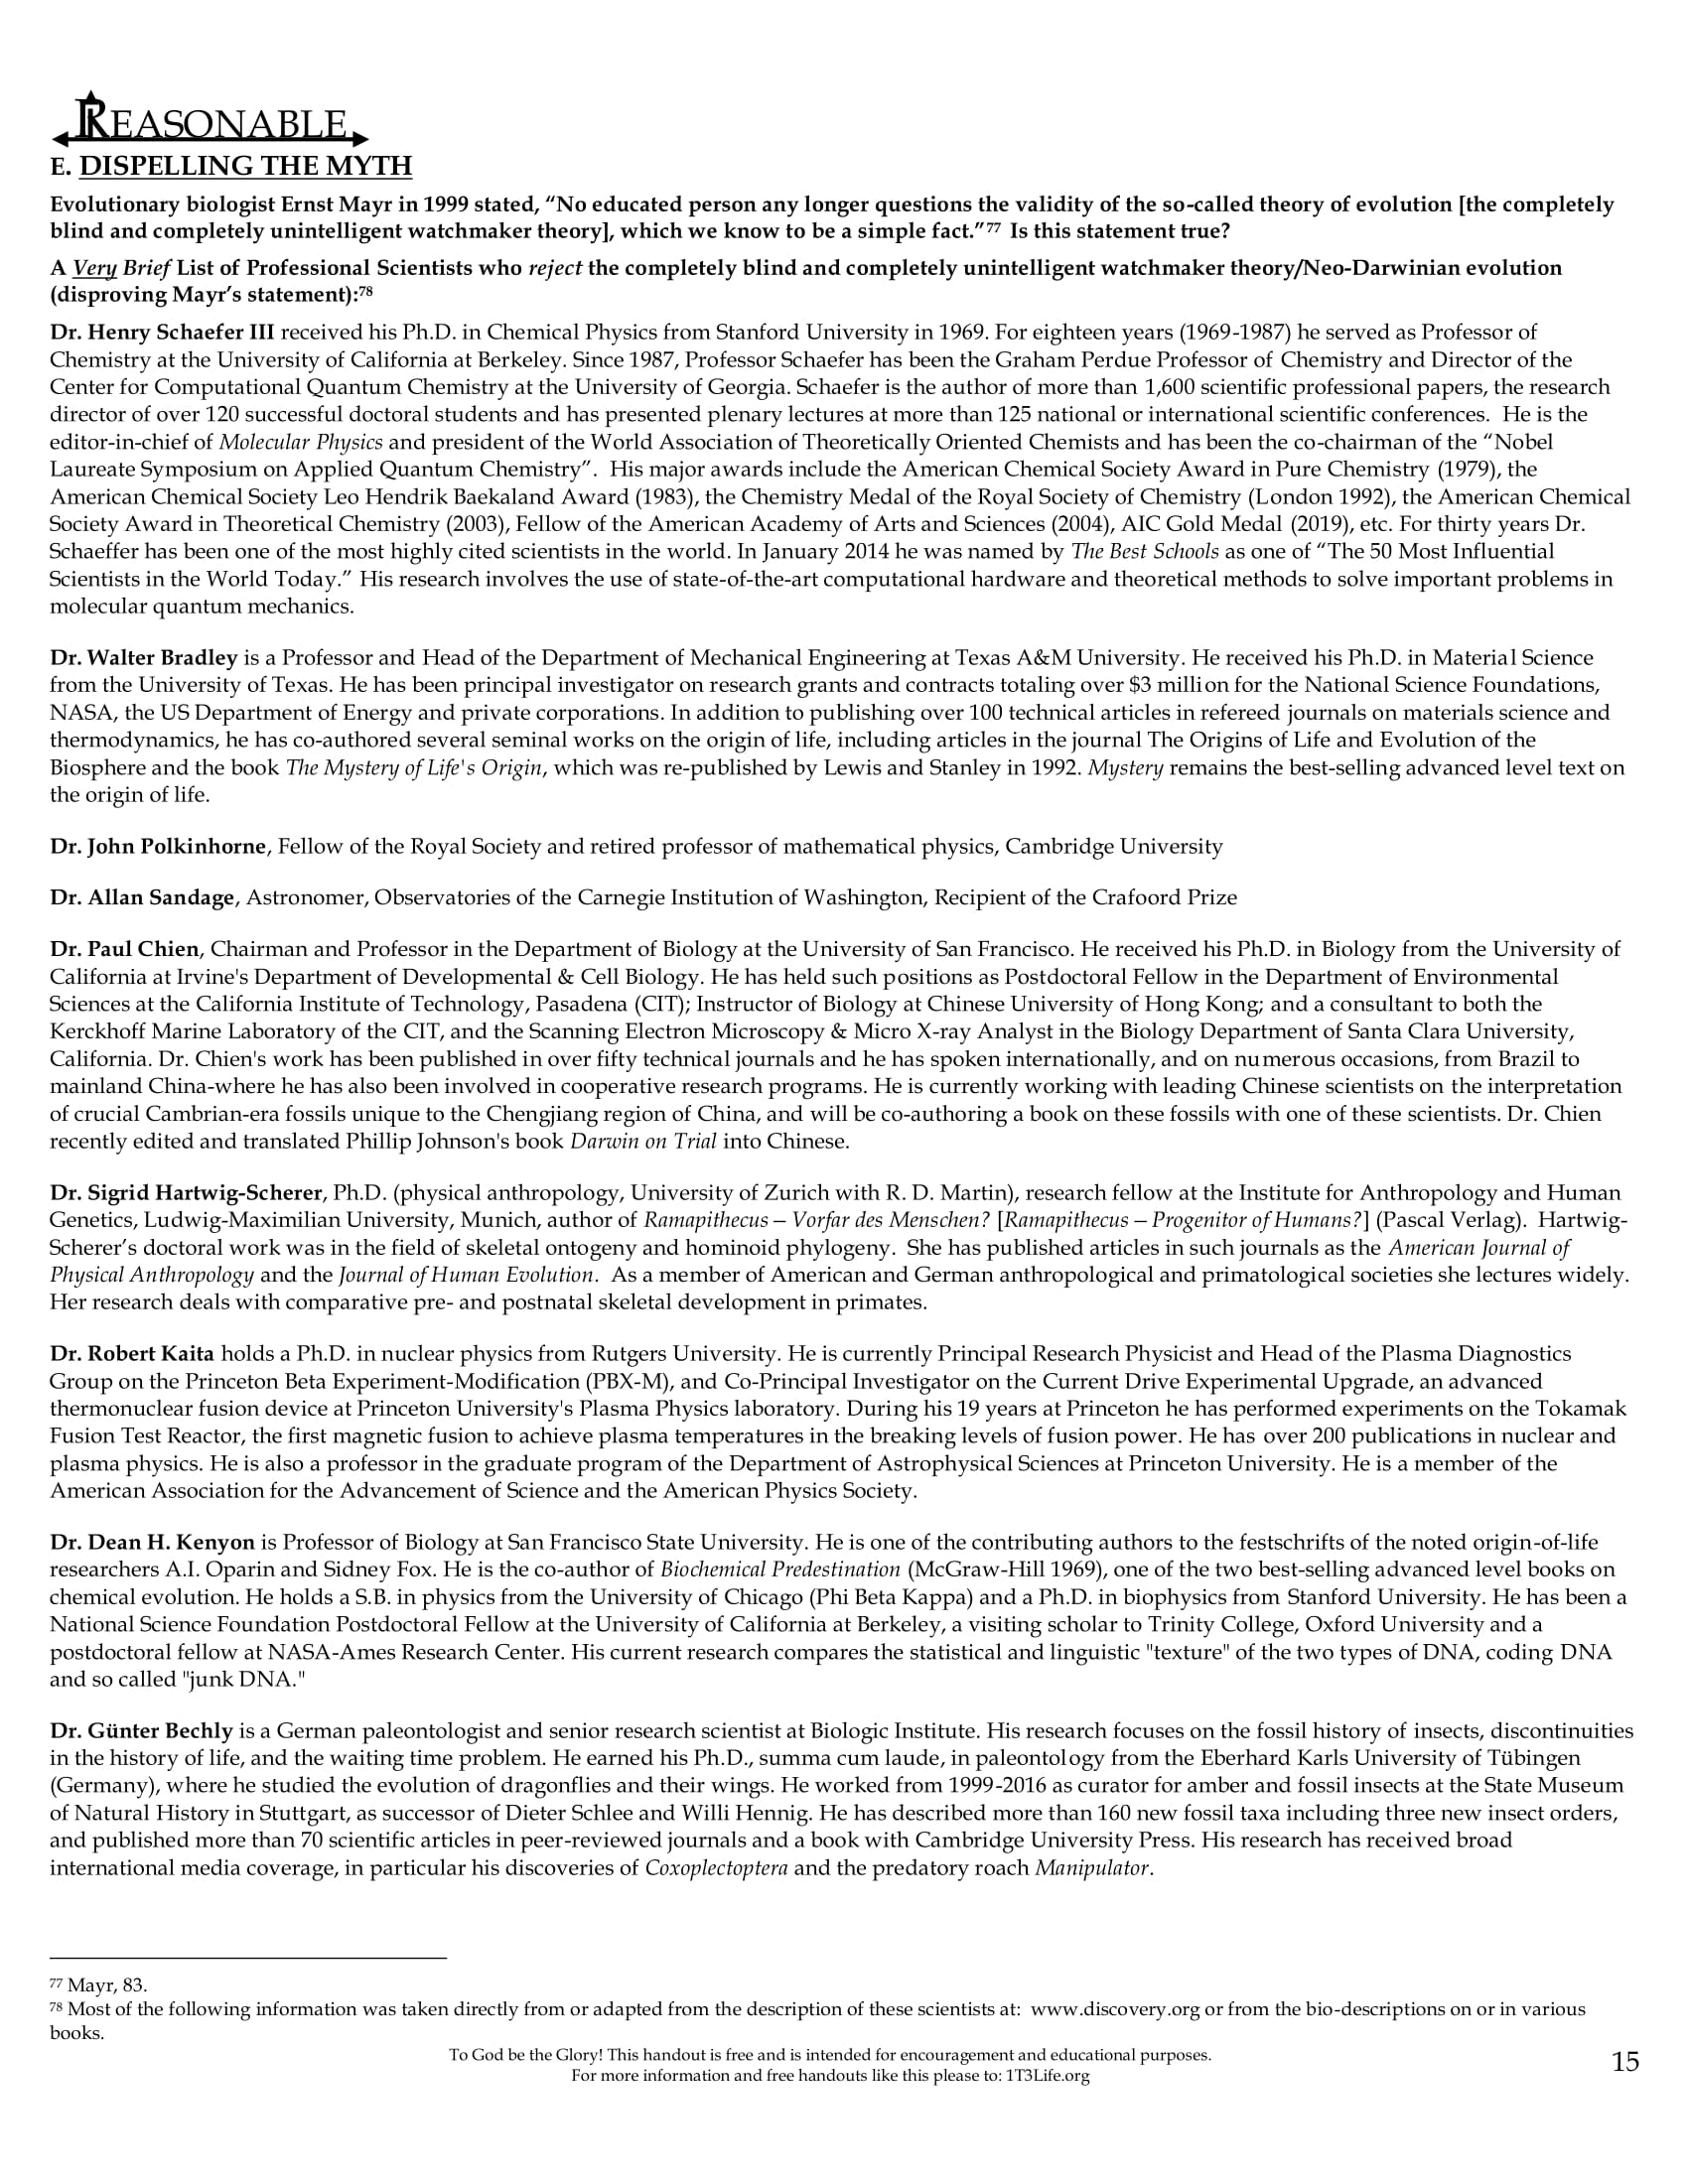 REASONABLE
E. DISPELLING THE MYTH
Evolutionary biologist Ernst Mayr in 1999 stated, “No educated person any longer questions the validity of the so-called theory of evolution [the completely
blind and completely unintelligent watchmaker theory], which we know to be a simple fact.”77 Is this statement true?
A Very Brief List of Professional Scientists who reject the completely blind and completely unintelligent watchmaker theory/Neo-Darwinian evolution
(disproving Mayr’s statement):78
Dr. Henry Schaefer III received his Ph.D. in Chemical Physics from Stanford University in 1969. For eighteen years (1969-1987) he served as Professor of
Chemistry at the University of California at Berkeley. Since 1987, Professor Schaefer has been the Graham Perdue Professor of Chemistry and Director of the
Center for Computational Quantum Chemistry at the University of Georgia. Schaefer is the author of more than 1,600 scientific professional papers, the research
director of over 120 successful doctoral students and has presented plenary lectures at more than 125 national or international scientific conferences. He is the
editor-in-chief of Molecular Physics and president of the World Association of Theoretically Oriented Chemists and has been the co-chairman of the “Nobel
Laureate Symposium on Applied Quantum Chemistry”. His major awards include the American Chemical Society Award in Pure Chemistry (1979), the
American Chemical Society Leo Hendrik Baekaland Award (1983), the Chemistry Medal of the Royal Society of Chemistry (London 1992), the American Chemical
Society Award in Theoretical Chemistry (2003), Fellow of the American Academy of Arts and Sciences (2004), AIC Gold Medal (2019), etc. For thirty years Dr.
Schaeffer has been one of the most highly cited scientists in the world. In January 2014 he was named by The Best Schools as one of “The 50 Most Influential
Scientists in the World Today.” His research involves the use of state-of-the-art computational hardware and theoretical methods to solve important problems in
molecular quantum mechanics.
Dr. Walter Bradley is a Professor and Head of the Department of Mechanical Engineering at Texas A&M University. He received his Ph.D. in Material Science
from the University of Texas. He has been principal investigator on research grants and contracts totaling over $3 million for the National Science Foundations,
NASA, the US Department of Energy and private corporations. In addition to publishing over 100 technical articles in refereed journals on materials science and
thermodynamics, he has co-authored several seminal works on the origin of life, including articles in the journal The Origins of Life and Evolution of the
Biosphere and the book The Mystery of Life's Origin, which was re-published by Lewis and Stanley in 1992. Mystery remains the best-selling advanced level text on
the origin of life.
Dr. John Polkinhorne, Fellow of the Royal Society and retired professor of mathematical physics, Cambridge University
Dr. Allan Sandage, Astronomer, Observatories of the Carnegie Institution of Washington, Recipient of the Crafoord Prize
Dr. Paul Chien, Chairman and Professor in the Department of Biology at the University of San Francisco. He received his Ph.D. in Biology from the University of
California at Irvine's Department of Developmental & Cell Biology. He has held such positions as Postdoctoral Fellow in the Department of Environmental
Sciences at the California Institute of Technology, Pasadena (CIT); Instructor of Biology at Chinese University of Hong Kong; and a consultant to both the
Kerckhoff Marine Laboratory of the CIT, and the Scanning Electron Microscopy & Micro X-ray Analyst in the Biology Department of Santa Clara University,
California. Dr. Chien's work has been published in over fifty technical journals and he has spoken internationally, and on numerous occasions, from Brazil to
mainland China-where he has also been involved in cooperative research programs. He is currently working with leading Chinese scientists on the interpretation
of crucial Cambrian-era fossils unique to the Chengjiang region of China, and will be co-authoring a book on these fossils with one of these scientists. Dr. Chien
recently edited and translated Phillip Johnson's book Darwin on Trial into Chinese.
Dr. Sigrid Hartwig-Scherer, Ph.D. (physical anthropology, University of Zurich with R. D. Martin), research fellow at the Institute for Anthropology and Human
Genetics, Ludwig-Maximilian University, Munich, author of Ramapithecus – Vorfar des Menschen? [Ramapithecus – Progenitor of Humans?] (Pascal Verlag). Hartwig-
Scherer’s doctoral work was in the field of skeletal ontogeny and hominoid phylogeny. She has published articles in such journals as the American Journal of
Physical Anthropology and the Journal of Human Evolution. As a member of American and German anthropological and primatological societies she lectures widely.
Her research deals with comparative pre- and postnatal skeletal development in primates.
Dr. Robert Kaita holds a Ph.D. in nuclear physics from Rutgers University. He is currently Principal Research Physicist and Head of the Plasma Diagnostics
Group on the Princeton Beta Experiment-Modification (PBX-M), and Co-Principal Investigator on the Current Drive Experimental Upgrade, an advanced
thermonuclear fusion device at Princeton University's Plasma Physics laboratory. During his 19 years at Princeton he has performed experiments on the Tokamak
Fusion Test Reactor, the first magnetic fusion to achieve plasma temperatures in the breaking levels of fusion power. He has over 200 publications in nuclear and
plasma physics. He is also a professor in the graduate program of the Department of Astrophysical Sciences at Princeton University. He is a member of the
American Association for the Advancement of Science and the American Physics Society.
Dr. Dean H. Kenyon is Professor of Biology at San Francisco State University. He is one of the contributing authors to the festschrifts of the noted origin-of-life
researchers A.I. Oparin and Sidney Fox. He is the co-author of Biochemical Predestination (McGraw-Hill 1969), one of the two best-selling advanced level books on
chemical evolution. He holds a S.B. in physics from the University of Chicago (Phi Beta Kappa) and a Ph.D. in biophysics from Stanford University. He has been a
National Science Foundation Postdoctoral Fellow at the University of California at Berkeley, a visiting scholar to Trinity College, Oxford University and a
postdoctoral fellow at NASA-Ames Research Center. His current research compares the statistical and linguistic "texture" of the two types of DNA, coding DNA
and so called "junk DNA."
Dr. Günter Bechly is a German paleontologist and senior research scientist at Biologic Institute. His research focuses on the fossil history of insects, discontinuities
in the history of life, and the waiting time problem. He earned his Ph.D., summa cum laude, in paleontology from the Eberhard Karls University of Tübingen
(Germany), where he studied the evolution of dragonflies and their wings. He worked from 1999-2016 as curator for amber and fossil insects at the State Museum
of Natural History in Stuttgart, as successor of Dieter Schlee and Willi Hennig. He has described more than 160 new fossil taxa including three new insect orders,
and published more than 70 scientific articles in peer-reviewed journals and a book with Cambridge University Press. His research has received broad
international media coverage, in particular his discoveries of Coxoplectoptera and the predatory roach Manipulator.
77 Mayr, 83.
78 Most of the following information was taken directly from or adapted from the description of these scientists at: www.discovery.org or from the bio-descriptions on or in various
books.
To God be the Glory! This handout is free and is intended for encouragement and educational purposes.
For more information and free handouts like this please to: 1T3Life.org
15